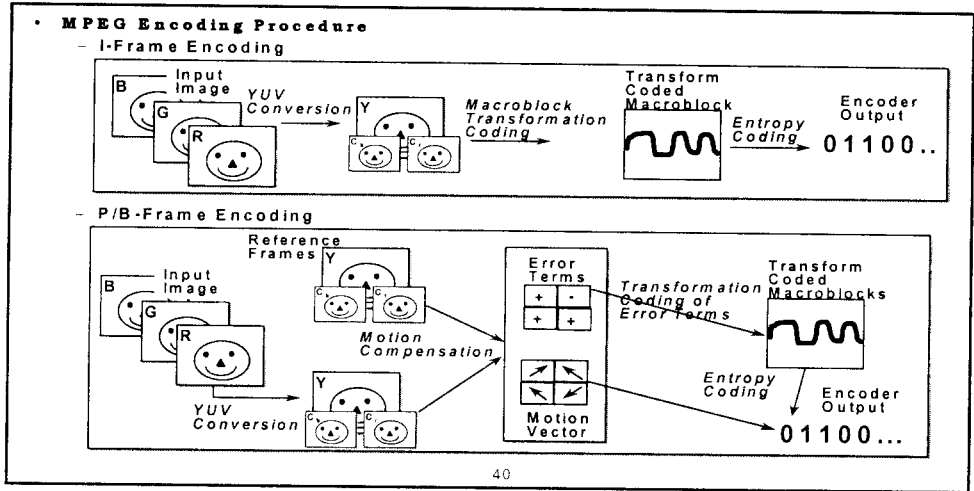 • MPEG Encoding Procedure
– I-Frame Encoding
Input
Image
B
G
R
YUV
Conversion
Y
C b
C r
Macroblock
Transformation
Coding
Transform
Coded
Macroblock
Entropy
Coding
Encoder
Output
01100..
– P/B-Frame Encoding
Reference
Frames
Y
C b
C r
Input
Image
B
G
R
YUV
Conversion
Y
C b
C r
Motion
Compensation
Error
Terms
+ -
+ +
Motion
Vector
Transformation
Coding of
Error Terms
Transform
Coded
Macroblocks
Entropy
Coding
Encoder
Output
01100...
40